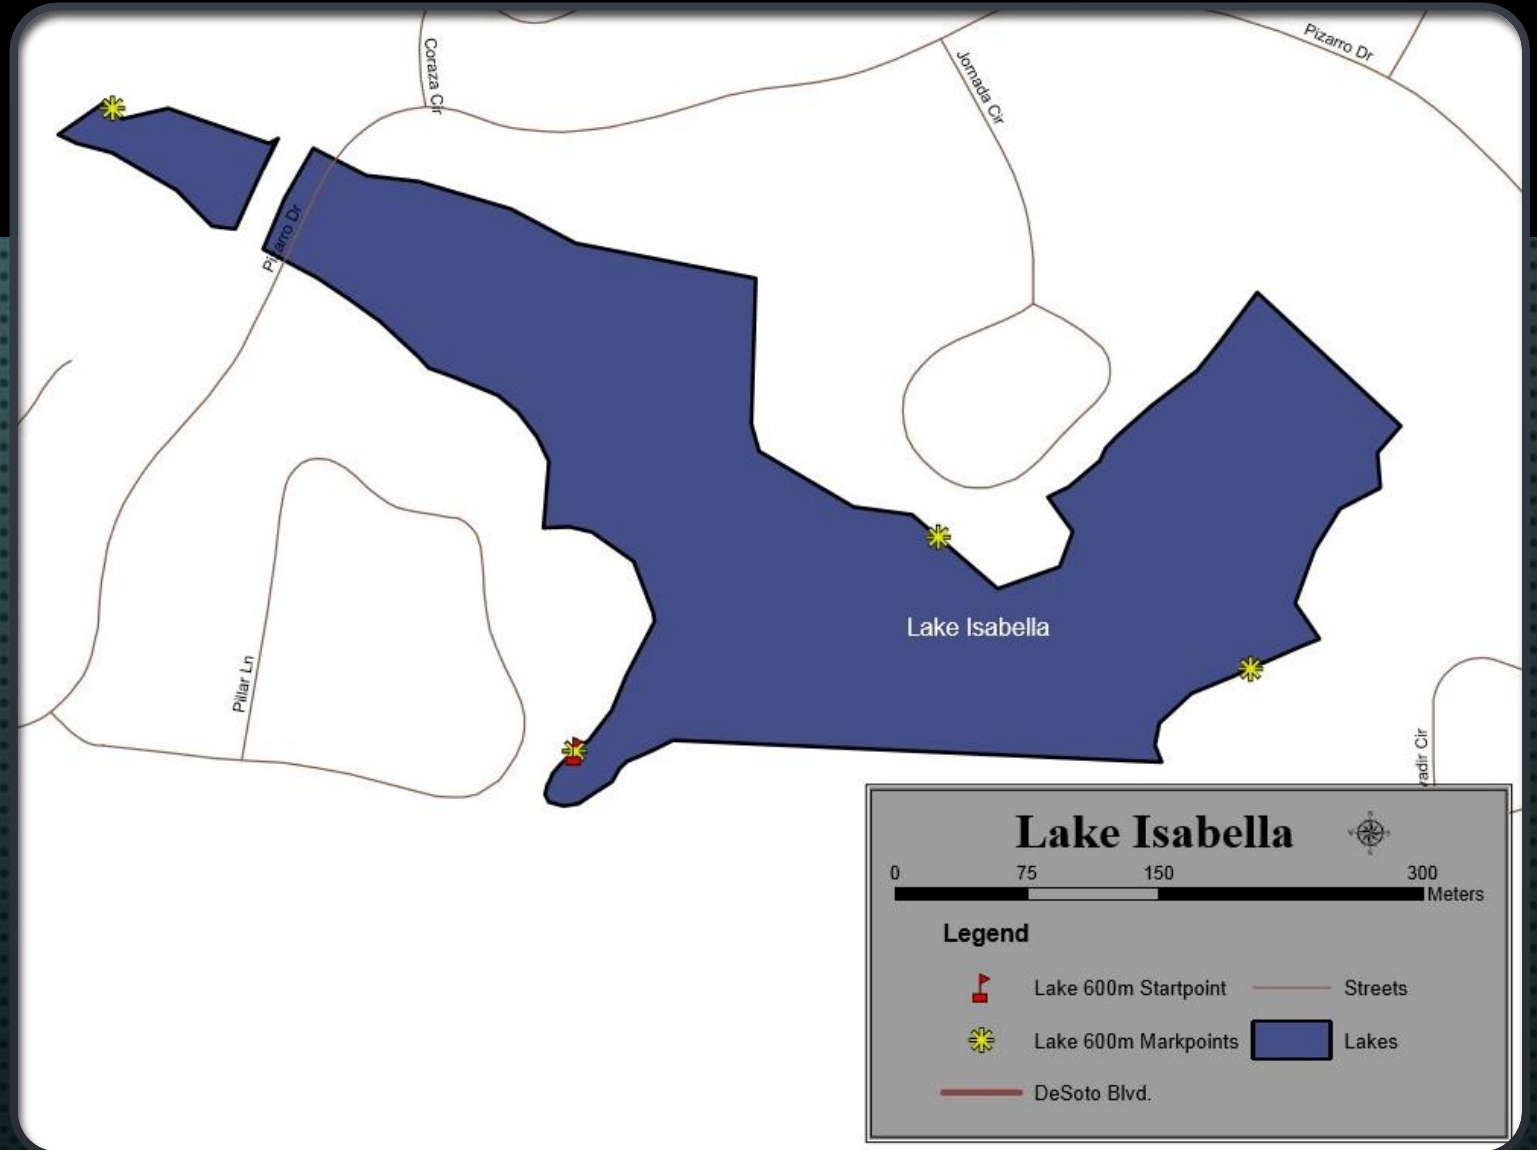 Coraza Cir
Jornada Cir
Pizarro Dr
Pizarro Dr
Lake Isabella
Pillar Ln
Lake Isabella
0 75 150 300
Meters
Legend
Lake 600m Startpoint Streets
Lake 600m Markpoints Lakes
DeSoto Blvd.